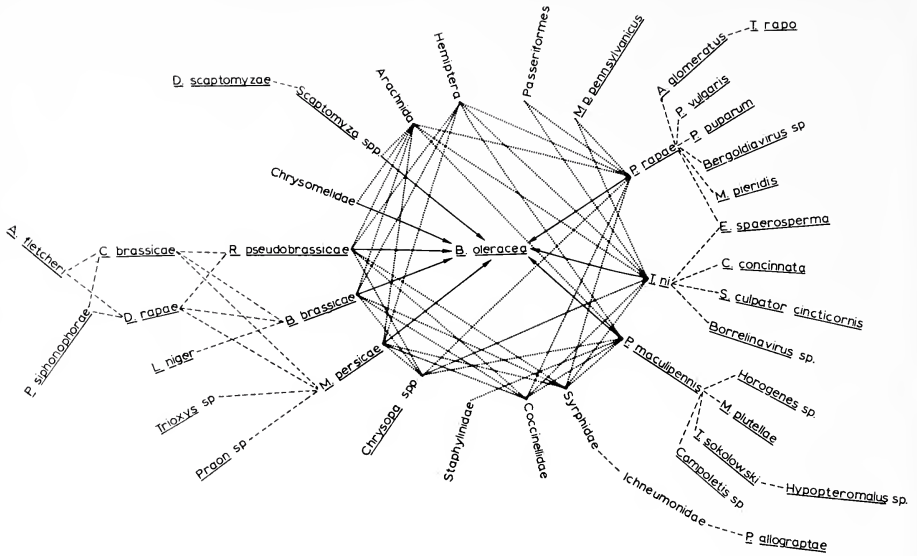 T. rapo
A. glomeratus
P. vulgaris
P. puparum
Bergoldiavirus sp
M. pieridis
E. spaerosperma
P. rapae
Passeriformes
M p pennsylvanicus
Hemiptera
Arachnida
D. scaptomyzae
Scaptomyza spp
Chrysomelidae
A. fletcheri
C. brassicae
R. pseudobrassicae
B. oleracea
T. ni
C. concinnata
S. culpator cincticornis
Borrelinavirus sp.
D. rapae
B. brassicae
P. siphonophorae
L. niger
M. persicae
P. maculipennis
Horogenes sp.
M. plutellae
T. sokolowski
Campoletis sp
Hypopteromalus sp.
Trioxys sp
Praon sp
Chrysopa spp
Staphylinidae
Coccinellidae
Syrphidae
Ichneumonidae
P. allograptae